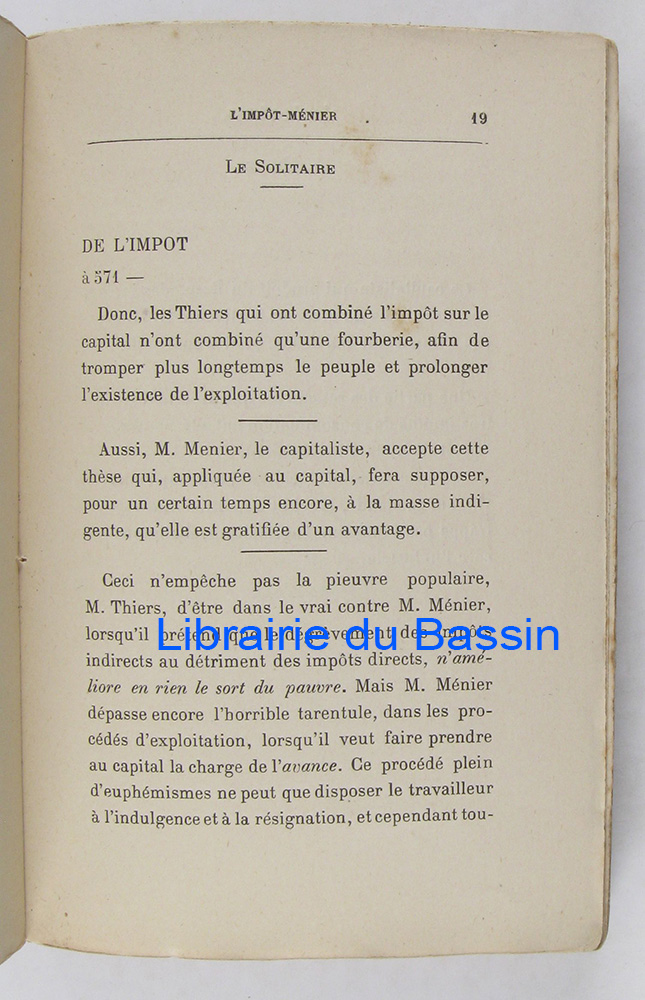 L'IMPÔT-MÉNIER 19
LE SOLITAIRE
DE L'IMPOT
à 571 —
Donc, les Thiers qui ont combiné l'impôt sur le
capital n'ont combiné qu'une fourberie, afin de
tromper plus longtemps le peuple et prolonger
l'existence de l'exploitation.
Aussi, M. Menier, le capitaliste, accepte cette
thèse qui, appliquée au capital, fera supposer,
pour un certain temps encore, à la masse indi-
gente, qu'elle est gratifiée d'un avantage.
Ceci n'empêche pas la pieuvre populaire,
M. Thiers, d'être dans le vrai contre M. Ménier,
lorsqu'il prétend que le dégrèvement des impôts
Librairie du Bassin
indirects au détriment des impôts directs, n'amé-
liore en rien le sort du pauvre. Mais M. Ménier
dépasse encore l'horrible tarentule, dans les pro-
cédés d'exploitation, lorsqu'il veut faire prendre
au capital la charge de l'avance. Ce procédé plein
d'euphémismes ne peut que disposer le travailleur
à l'indulgence et à la résignation, et cependant tou-